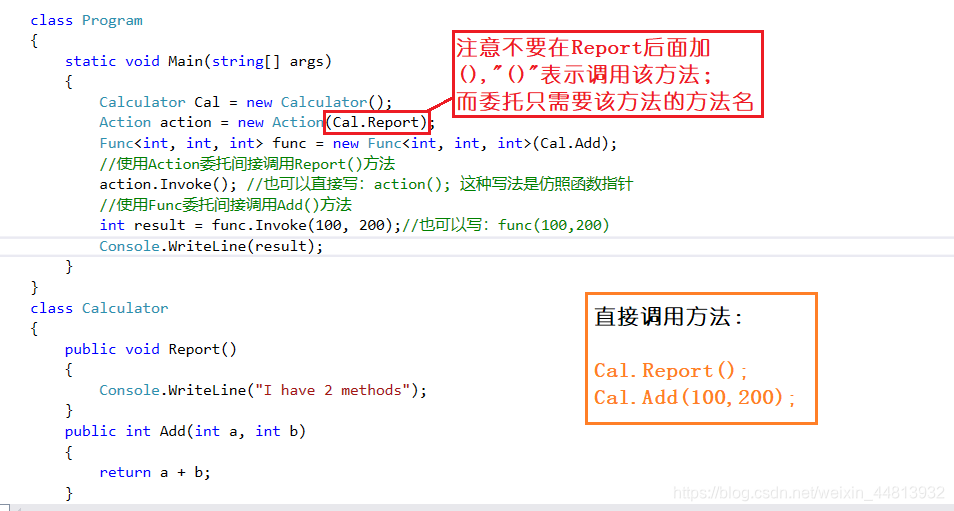 class Program
{
static void Main(string[] args)
{
Calculator Cal = new Calculator();
Action action = new Action(Cal.Report);
Func<int, int, int> func = new Func<int, int, int>(Cal.Add);
//使用Action委托间接调用Report()方法
action.Invoke(); //也可以直接写：action(); 这种写法是仿照函数指针
//使用Func委托间接调用Add()方法
int result = func.Invoke(100, 200);//也可以写：func(100,200)
Console.WriteLine(result);
}
}
class Calculator
{
public void Report()
{
Console.WriteLine("I have 2 methods");
}
public int Add(int a, int b)
{
return a + b;
}
注意不要在Report后面加
(),"()"表示调用该方法;
而委托只需要该方法的方法名
直接调用方法:
Cal.Report();
Cal.Add(100,200);
https://blog.csdn.net/weixin_44813932